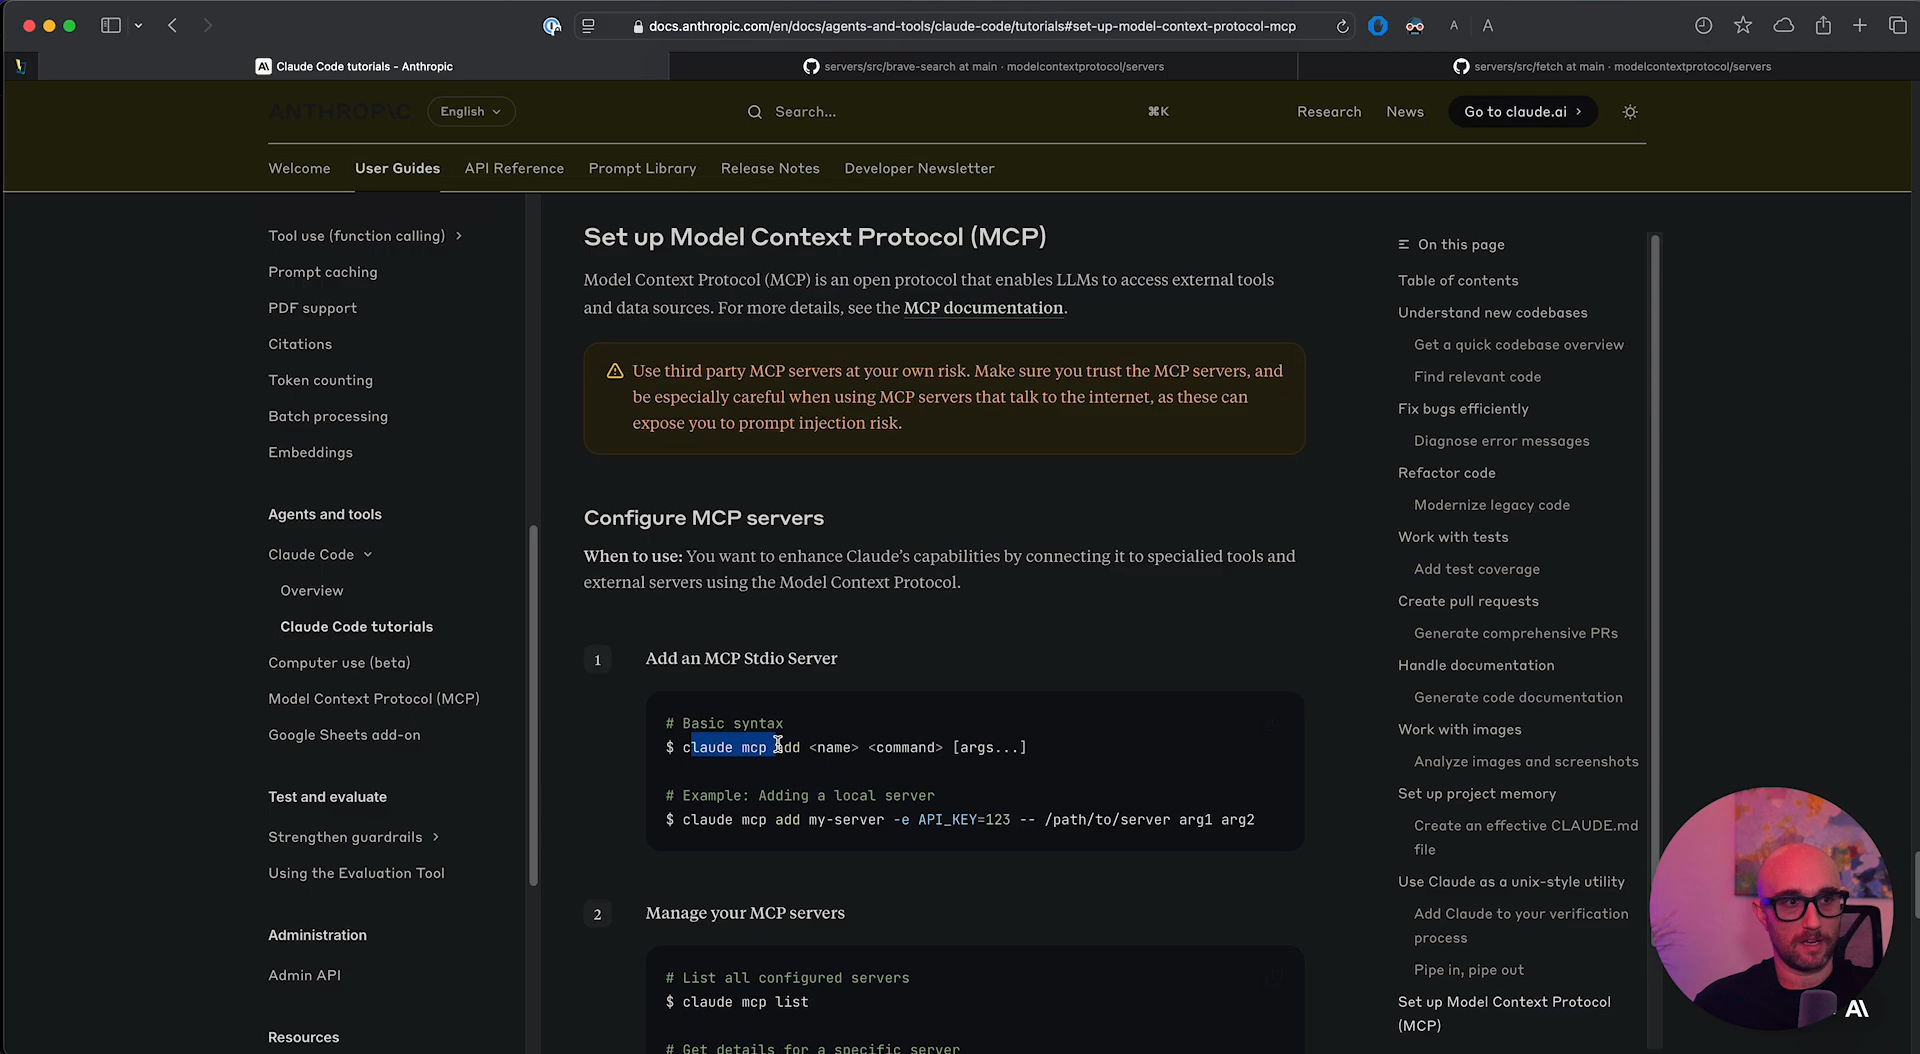 docs.anthropic.com/en/docs/agents-and-tools/claude-code/tutorials#set-up-model-context-protocol-mcp
A A
Claude Code tutorials - Anthropic
servers/src/brave-search at main · modelcontextprotocol/servers
servers/src/fetch at main · modelcontextprotocol/servers
ANTHROP\C
English
Search...
⌘K
Research
News
Go to claude.ai
Welcome
User Guides
API Reference
Prompt Library
Release Notes
Developer Newsletter
Tool use (function calling)
Prompt caching
PDF support
Citations
Token counting
Batch processing
Embeddings
Agents and tools
Claude Code
Overview
Claude Code tutorials
Computer use (beta)
Model Context Protocol (MCP)
Google Sheets add-on
Test and evaluate
Strengthen guardrails
Using the Evaluation Tool
Administration
Admin API
Resources
Set up Model Context Protocol (MCP)
Model Context Protocol (MCP) is an open protocol that enables LLMs to access external tools
and data sources. For more details, see the MCP documentation.
Use third party MCP servers at your own risk. Make sure you trust the MCP servers, and
be especially careful when using MCP servers that talk to the internet, as these can
expose you to prompt injection risk.
Configure MCP servers
When to use: You want to enhance Claude's capabilities by connecting it to specialied tools and
external servers using the Model Context Protocol.
1
Add an MCP Stdio Server
# Basic syntax
$ claude mcp add <name> <command> [args...]
# Example: Adding a local server
$ claude mcp add my-server -e API_KEY=123 -- /path/to/server arg1 arg2
2
Manage your MCP servers
# List all configured servers
$ claude mcp list
# Get details for a specific server
On this page
Table of contents
Understand new codebases
Get a quick codebase overview
Find relevant code
Fix bugs efficiently
Diagnose error messages
Refactor code
Modernize legacy code
Work with tests
Add test coverage
Create pull requests
Generate comprehensive PRs
Handle documentation
Generate code documentation
Work with images
Analyze images and screenshots
Set up project memory
Create an effective CLAUDE.md
file
Use Claude as a unix-style utility
Add Claude to your verification
process
Pipe in, pipe out
Set up Model Context Protocol
(MCP)
A\